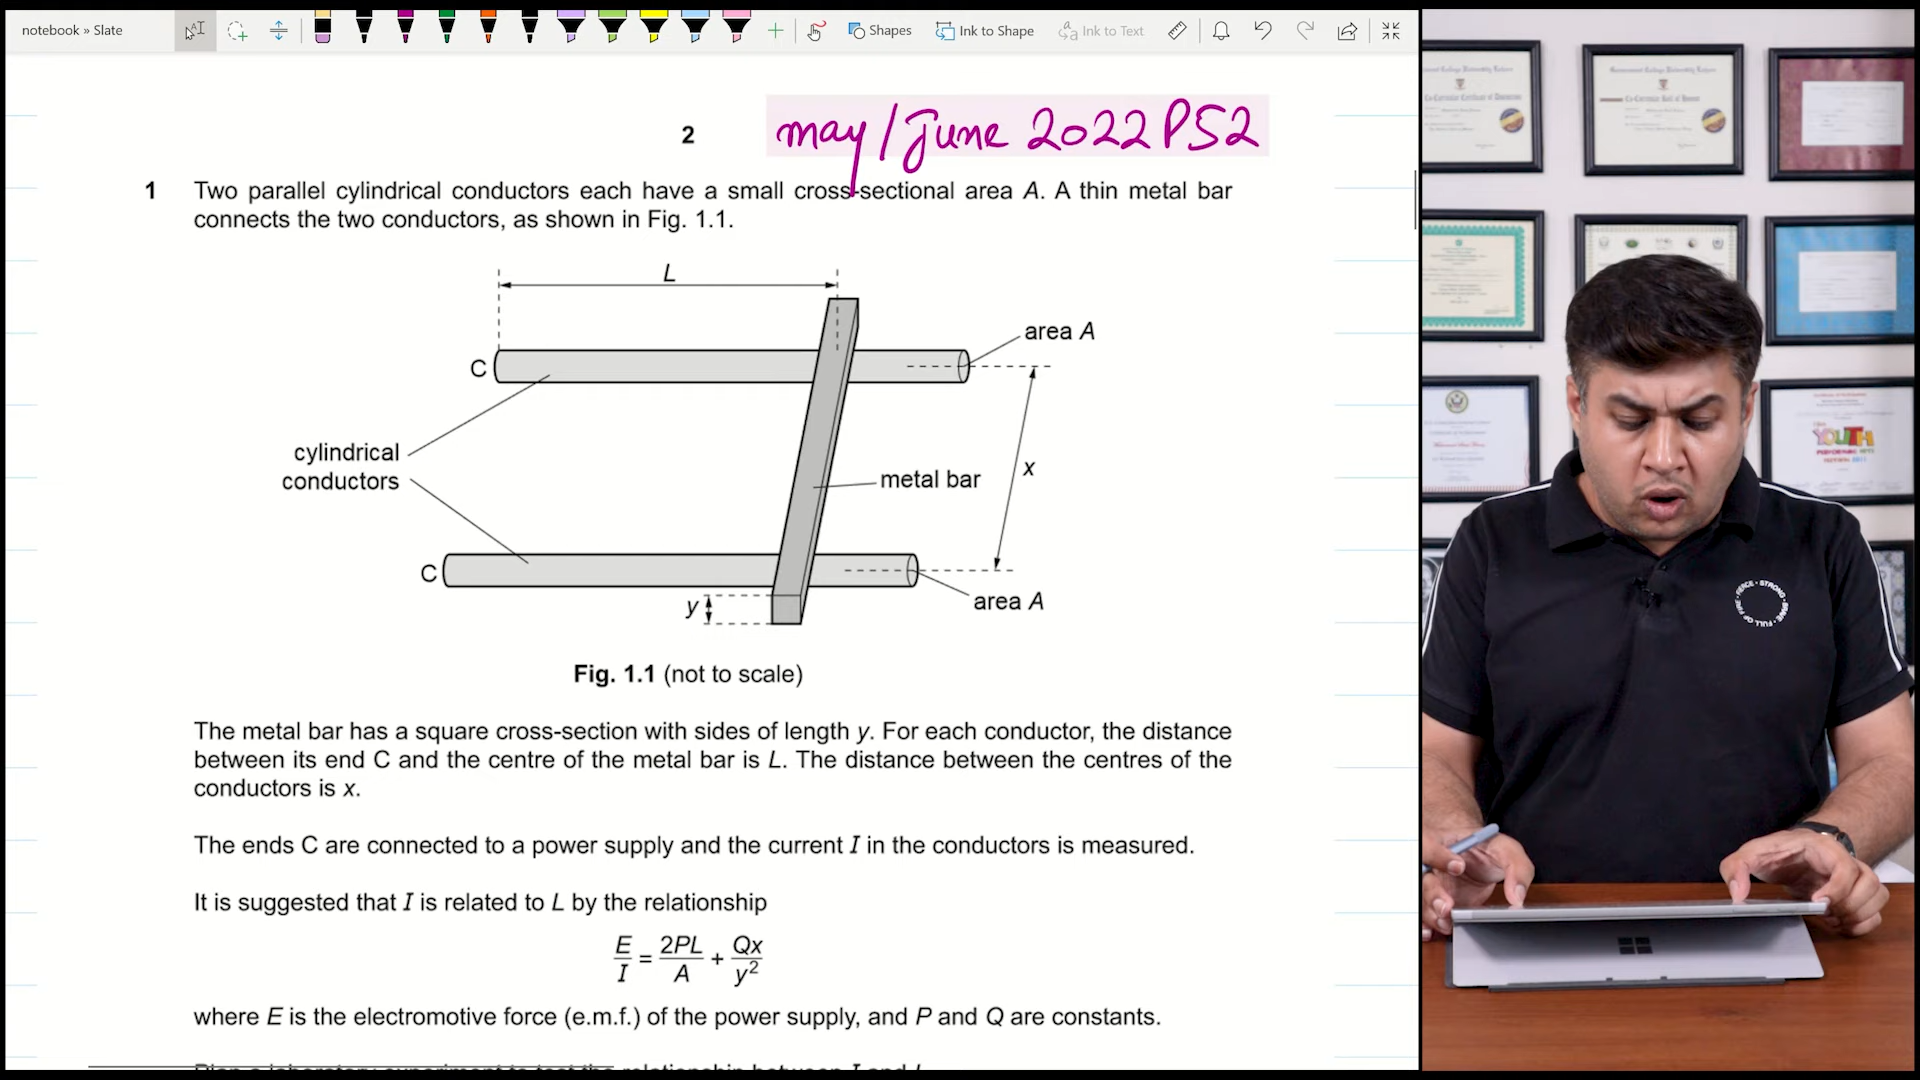 notebook » Slate
Shapes
Ink to Shape
Ink to Text
2
may/June 2022 P52
1 Two parallel cylindrical conductors each have a small cross-sectional area A. A thin metal bar
connects the two conductors, as shown in Fig. 1.1.
L
area A
C
cylindrical
conductors
metal bar
x
C
y
area A
Fig. 1.1 (not to scale)
The metal bar has a square cross-section with sides of length y. For each conductor, the distance
between its end C and the centre of the metal bar is L. The distance between the centres of the
conductors is x.
The ends C are connected to a power supply and the current I in the conductors is measured.
It is suggested that I is related to L by the relationship
E/I = 2PL/A + Qx/y²
where E is the electromotive force (e.m.f.) of the power supply, and P and Q are constants.
YOUTH